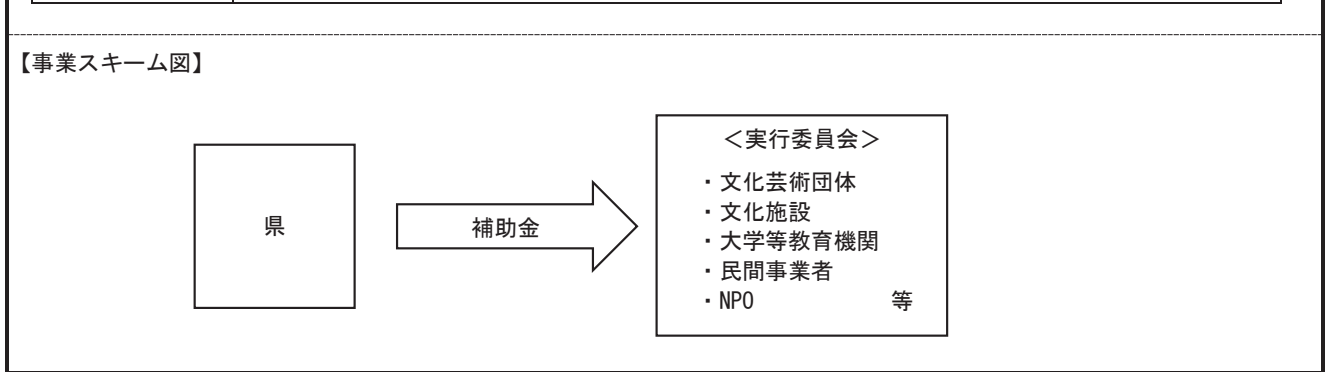 【事業スキーム図】
県
補助金
＜実行委員会＞
・文化芸術団体
・文化施設
・大学等教育機関
・民間事業者
・NPO　　　　　　等